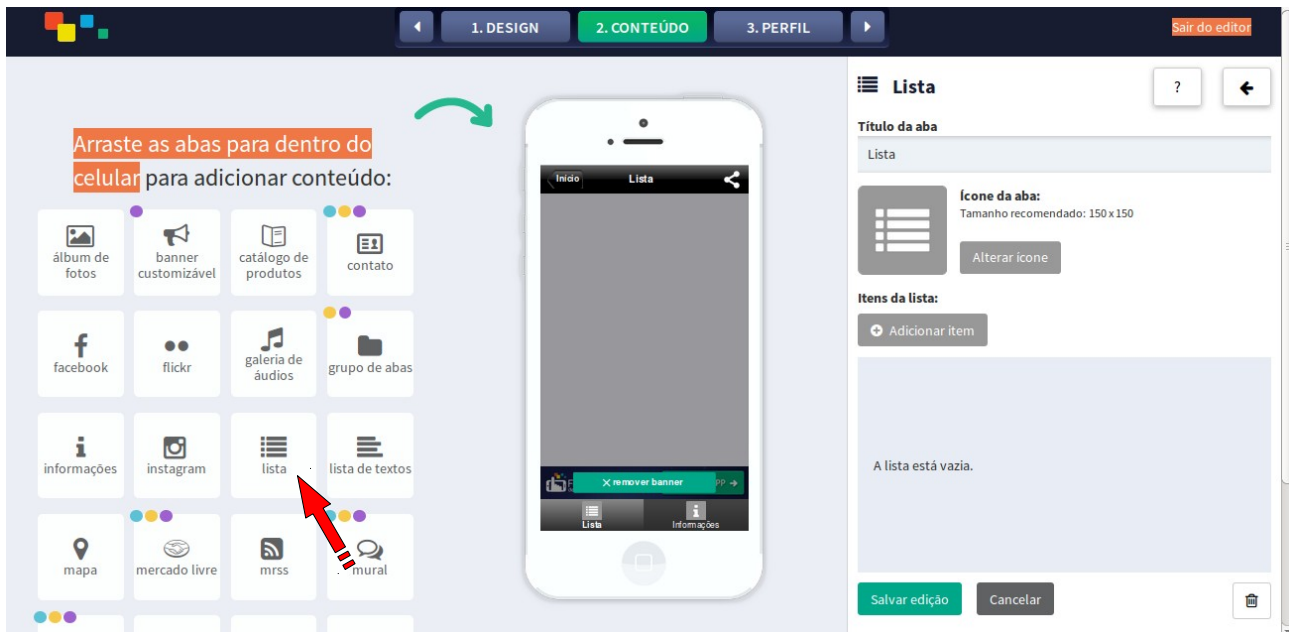 1. DESIGN
2. CONTEÚDO
3. PERFIL
Sair do editor
Arraste as abas para dentro do
celular para adicionar conteúdo:
álbum de
fotos
banner
customizável
catálogo de
produtos
contato
facebook
flickr
galeria de
áudios
grupo de abas
informações
instagram
lista
lista de textos
mapa
mercado livre
mrss
mural
Início
Lista
X remover banner
PP →
Lista
Informações
Lista
?
Título da aba
Lista
Ícone da aba:
Tamanho recomendado: 150 x 150
Alterar ícone
Itens da lista:
Adicionar item
A lista está vazia.
Salvar edição
Cancelar